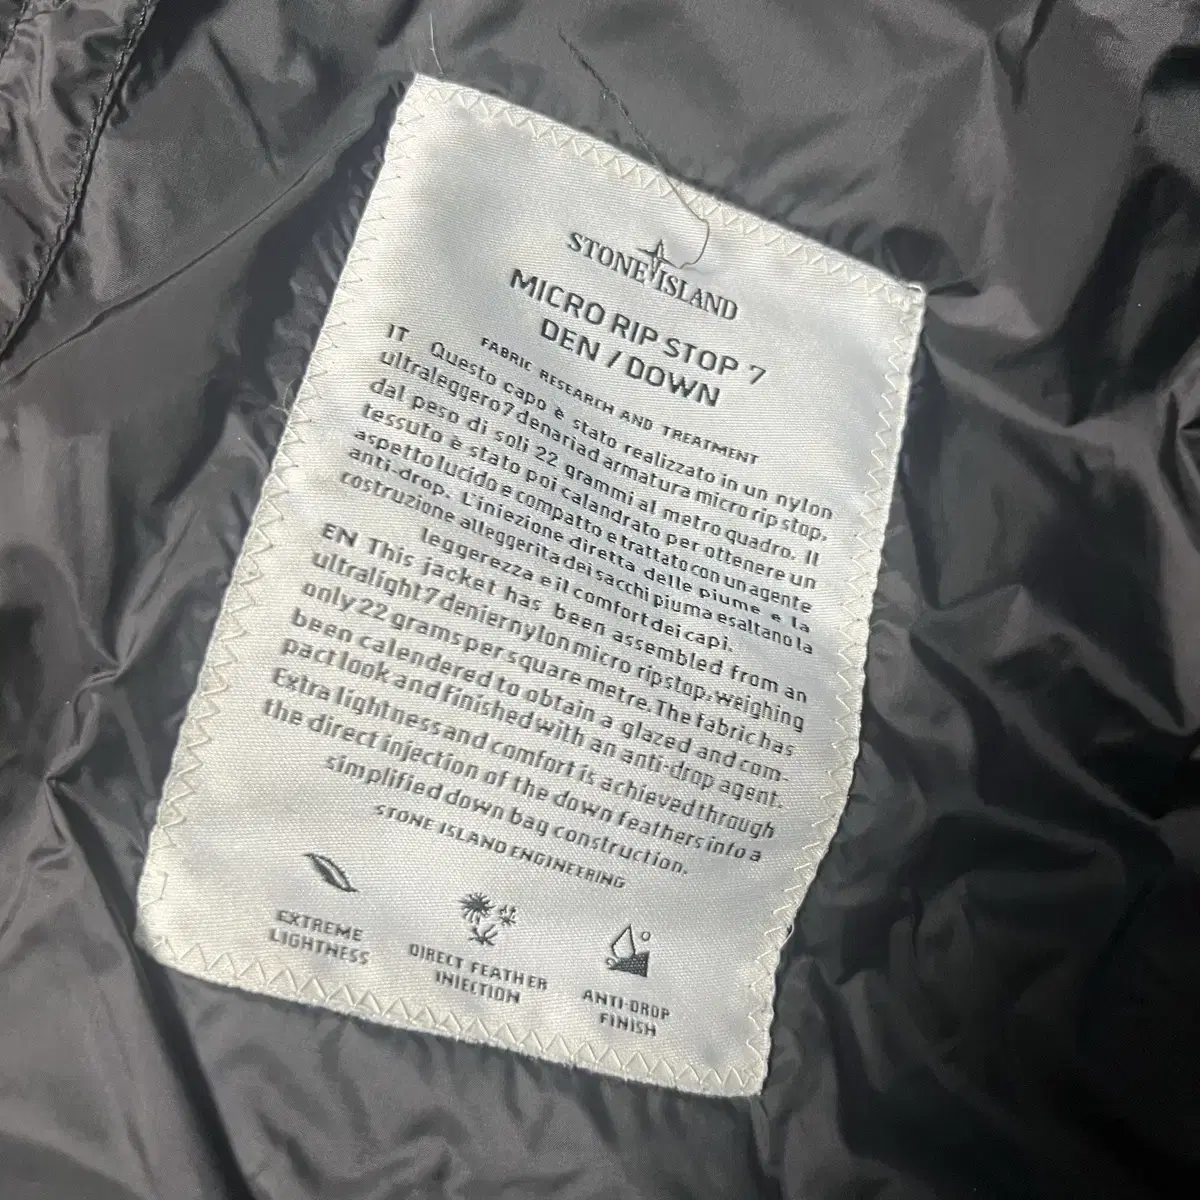 STONE ISLAND
MICRO RIP STOP 7
DEN / DOWN
FABRIC RESEARCH AND TREATMENT
IT Questo capo è stato realizzato in un nylon
ultraleggero 7 denari ad armatura micro rip stop,
dal peso di soli 22 grammi al metro quadro. Il
tessuto è stato poi calandrato per ottenere un
aspetto lucido e compatto e trattato con un agente
anti-drop. L'iniezione diretta delle piume e la
costruzione alleggerita dei sacchi piuma esaltano la
leggerezza e il comfort dei capi.
EN This jacket has been assembled from an
ultralight 7 denier nylon micro rip stop, weighing
only 22 grams per square metre. The fabric has
been calendered to obtain a glazed and com-
pact look and finished with an anti-drop agent.
Extra lightness and comfort is achieved through
the direct injection of the down feathers into a
simplified down bag construction.
STONE ISLAND ENGINEERING
EXTREME
LIGHTNESS
DIRECT FEATHER
INJECTION
ANTI-DROP
FINISH